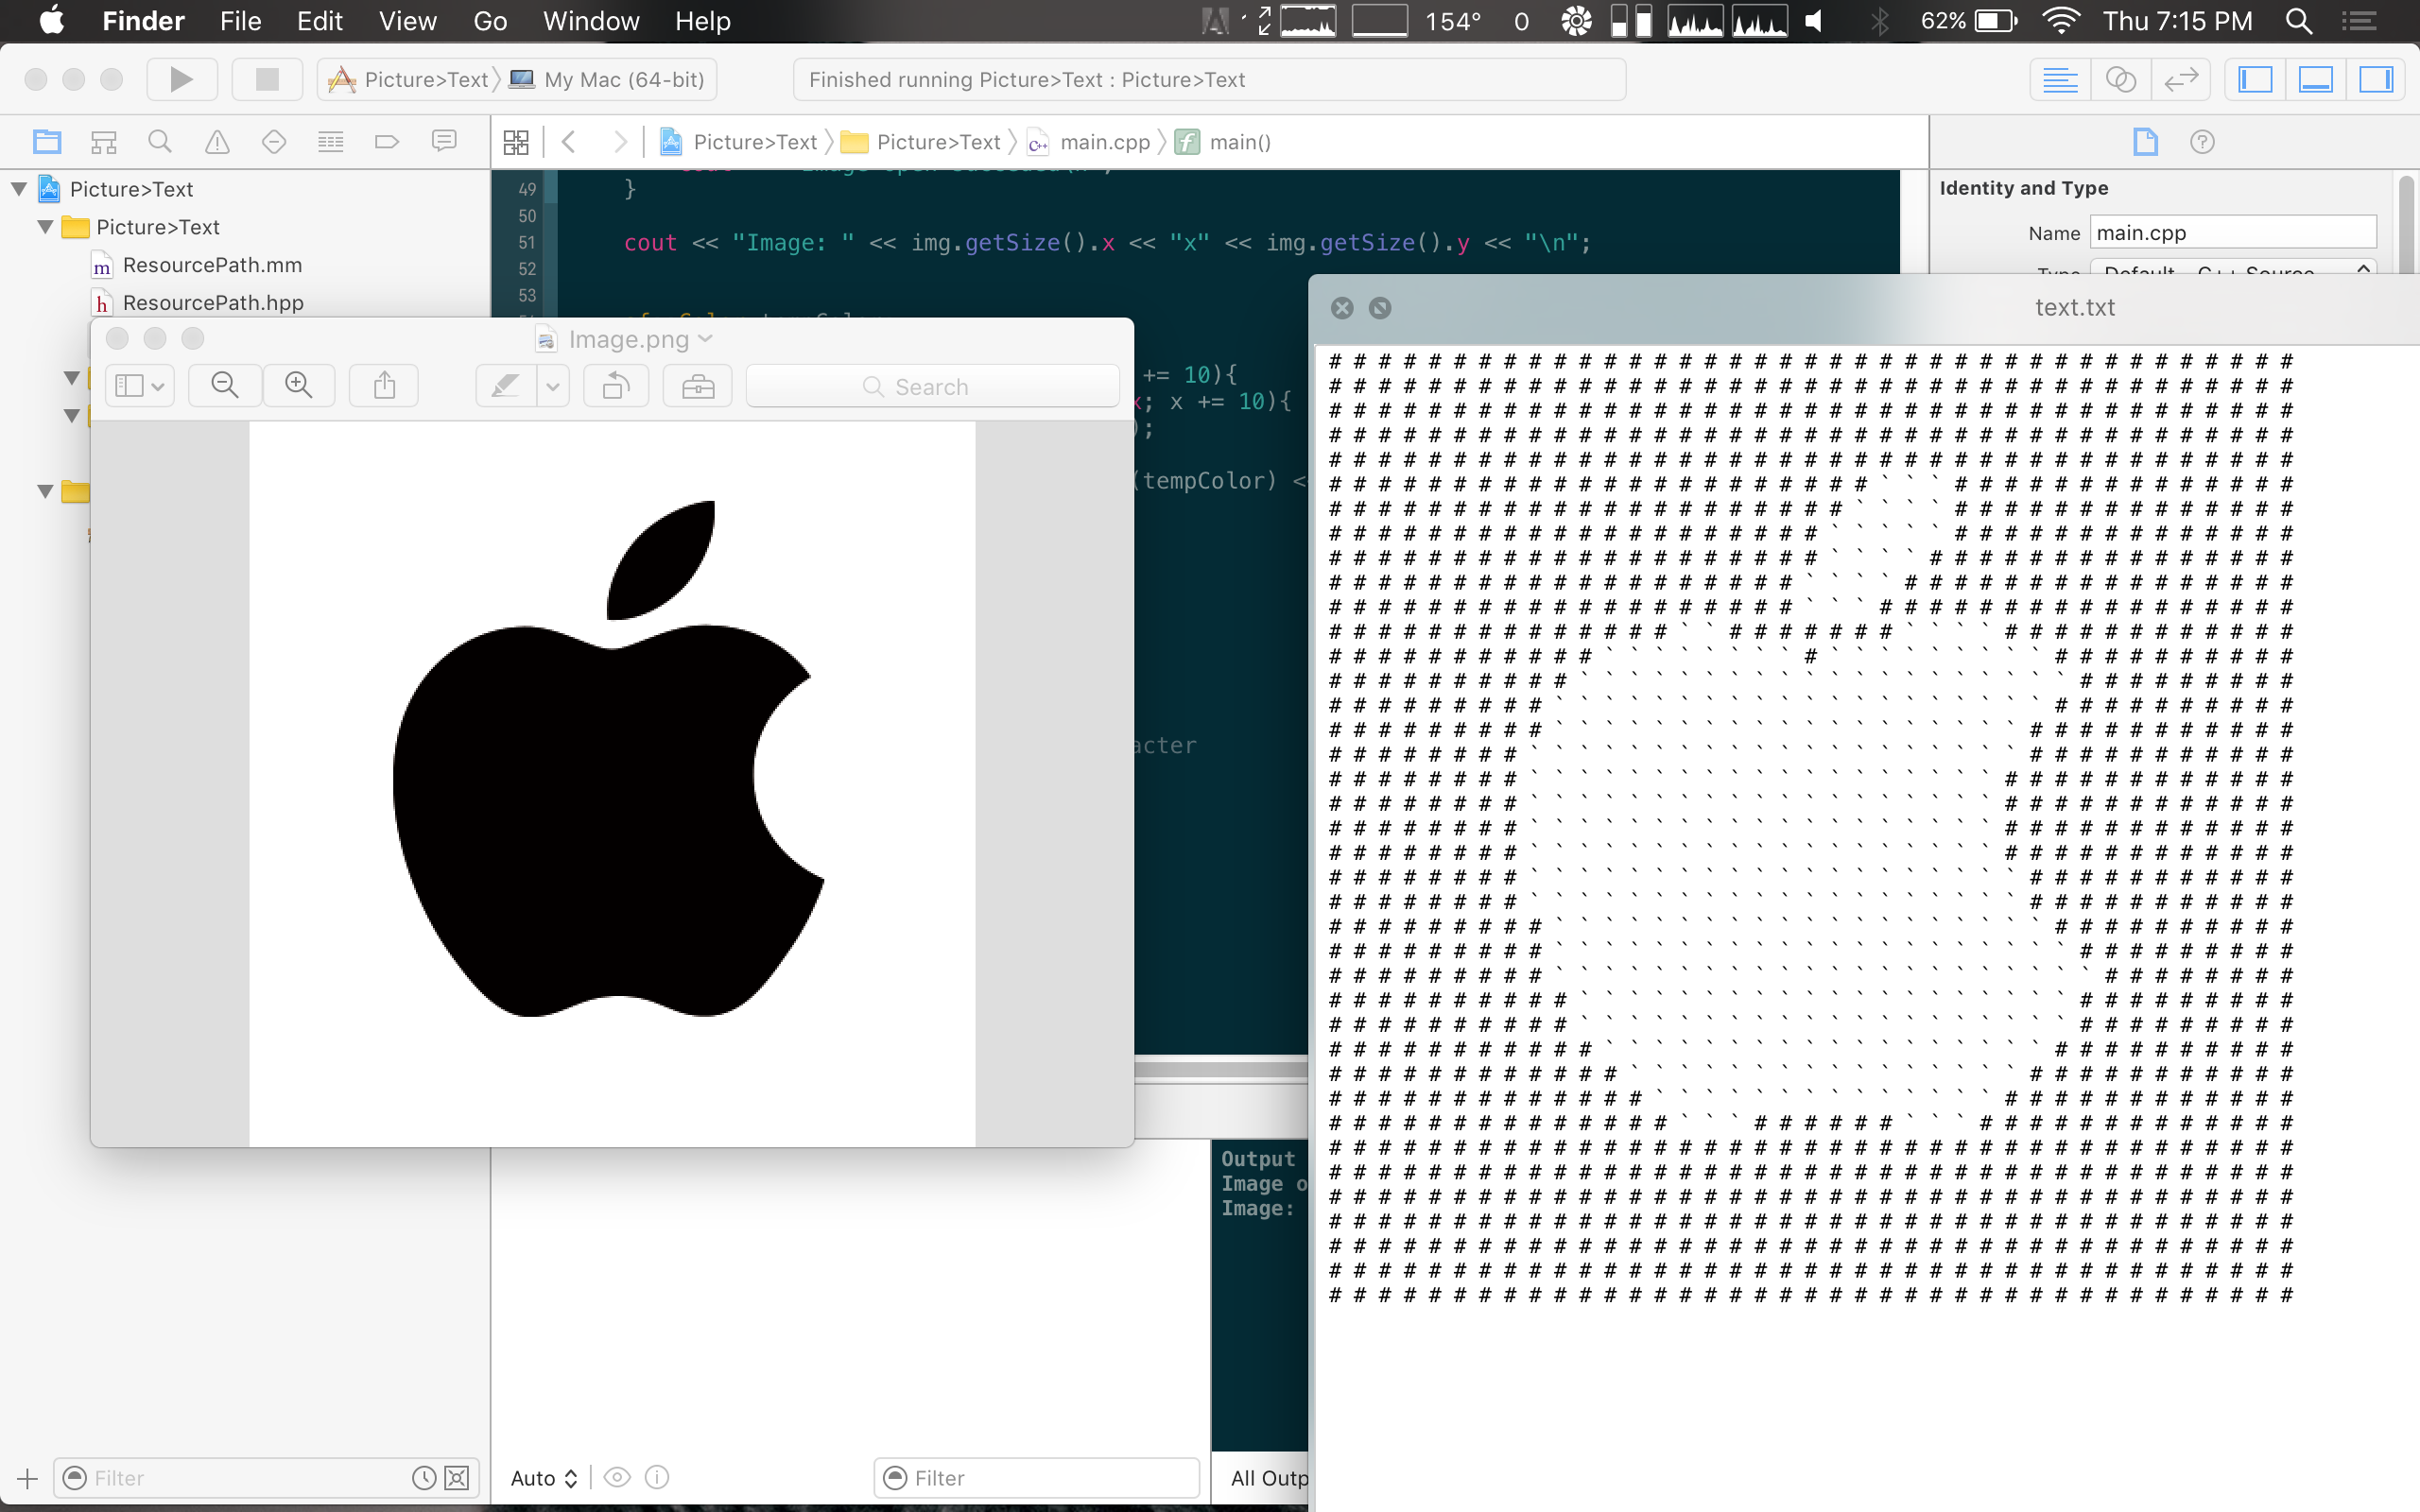 Finder File Edit View Go Window Help 154° 0 62% Thu 7:15 PM
Picture>Text My Mac (64-bit) Finished running Picture>Text : Picture>Text
Picture>Text Picture>Text main.cpp main()
Picture>Text
Picture>Text
ResourcePath.mm
ResourcePath.hpp
49 }
50
51 cout << "Image: " << img.getSize().x << "x" << img.getSize().y << "\n";
52
53
+= 10){
x; x += 10){
);
(tempColor) <
acter
Identity and Type
Name main.cpp
Image.png
Search
text.txt
# # # # # # # # # # # # # # # # # # # # # # # # # # # # # # # # # # # # # # #
# # # # # # # # # # # # # # # # # # # # # # # # # # # # # # # # # # # # # # #
# # # # # # # # # # # # # # # # # # # # # # # # # # # # # # # # # # # # # # #
# # # # # # # # # # # # # # # # # # # # # # # # # # # # # # # # # # # # # # #
# # # # # # # # # # # # # # # # # # # # # # # # # # # # # # # # # # # # # # #
# # # # # # # # # # # # # # # # # # # # # # ` ` ` # # # # # # # # # # # # # #
# # # # # # # # # # # # # # # # # # # # # ` ` ` ` # # # # # # # # # # # # # #
# # # # # # # # # # # # # # # # # # # # ` ` ` ` ` # # # # # # # # # # # # # #
# # # # # # # # # # # # # # # # # # # # ` ` ` ` # # # # # # # # # # # # # # #
# # # # # # # # # # # # # # # # # # # ` ` ` ` # # # # # # # # # # # # # # # #
# # # # # # # # # # # # # # # # # # # ` ` ` # # # # # # # # # # # # # # # # #
# # # # # # # # # # # # # # ` ` # # # # # # # ` ` ` ` # # # # # # # # # # # #
# # # # # # # # # # # ` ` ` ` ` ` ` ` # ` ` ` ` ` ` ` ` ` # # # # # # # # # #
# # # # # # # # # # ` ` ` ` ` ` ` ` ` ` ` ` ` ` ` ` ` ` ` ` # # # # # # # # #
# # # # # # # # # ` ` ` ` ` ` ` ` ` ` ` ` ` ` ` ` ` ` ` ` # # # # # # # # # #
# # # # # # # # # ` ` ` ` ` ` ` ` ` ` ` ` ` ` ` ` ` ` ` # # # # # # # # # # #
# # # # # # # # ` ` ` ` ` ` ` ` ` ` ` ` ` ` ` ` ` ` ` ` # # # # # # # # # # #
# # # # # # # # ` ` ` ` ` ` ` ` ` ` ` ` ` ` ` ` ` ` ` # # # # # # # # # # # #
# # # # # # # # ` ` ` ` ` ` ` ` ` ` ` ` ` ` ` ` ` ` ` # # # # # # # # # # # #
# # # # # # # # ` ` ` ` ` ` ` ` ` ` ` ` ` ` ` ` ` ` ` # # # # # # # # # # # #
# # # # # # # # ` ` ` ` ` ` ` ` ` ` ` ` ` ` ` ` ` ` ` # # # # # # # # # # # #
# # # # # # # # ` ` ` ` ` ` ` ` ` ` ` ` ` ` ` ` ` ` ` ` # # # # # # # # # # #
# # # # # # # # ` ` ` ` ` ` ` ` ` ` ` ` ` ` ` ` ` ` ` ` # # # # # # # # # # #
# # # # # # # # # ` ` ` ` ` ` ` ` ` ` ` ` ` ` ` ` ` ` ` ` # # # # # # # # # #
# # # # # # # # # ` ` ` ` ` ` ` ` ` ` ` ` ` ` ` ` ` ` ` ` ` # # # # # # # # #
# # # # # # # # # ` ` ` ` ` ` ` ` ` ` ` ` ` ` ` ` ` ` ` ` ` ` # # # # # # # #
# # # # # # # # # # ` ` ` ` ` ` ` ` ` ` ` ` ` ` ` ` ` ` ` ` # # # # # # # # #
# # # # # # # # # # ` ` ` ` ` ` ` ` ` ` ` ` ` ` ` ` ` ` ` ` # # # # # # # # #
# # # # # # # # # # # ` ` ` ` ` ` ` ` ` ` ` ` ` ` ` ` ` ` # # # # # # # # # #
# # # # # # # # # # # # ` ` ` ` ` ` ` ` ` ` ` ` ` ` ` ` # # # # # # # # # # #
# # # # # # # # # # # # # ` ` ` ` ` ` ` ` ` ` ` ` ` ` # # # # # # # # # # # #
# # # # # # # # # # # # # # ` ` ` # # # # # # ` ` ` # # # # # # # # # # # # #
# # # # # # # # # # # # # # # # # # # # # # # # # # # # # # # # # # # # # # #
# # # # # # # # # # # # # # # # # # # # # # # # # # # # # # # # # # # # # # #
# # # # # # # # # # # # # # # # # # # # # # # # # # # # # # # # # # # # # # #
# # # # # # # # # # # # # # # # # # # # # # # # # # # # # # # # # # # # # # #
# # # # # # # # # # # # # # # # # # # # # # # # # # # # # # # # # # # # # # #
# # # # # # # # # # # # # # # # # # # # # # # # # # # # # # # # # # # # # # #
# # # # # # # # # # # # # # # # # # # # # # # # # # # # # # # # # # # # # # #
Output
Image o
Image:
Filter
Auto
Filter
All Outp